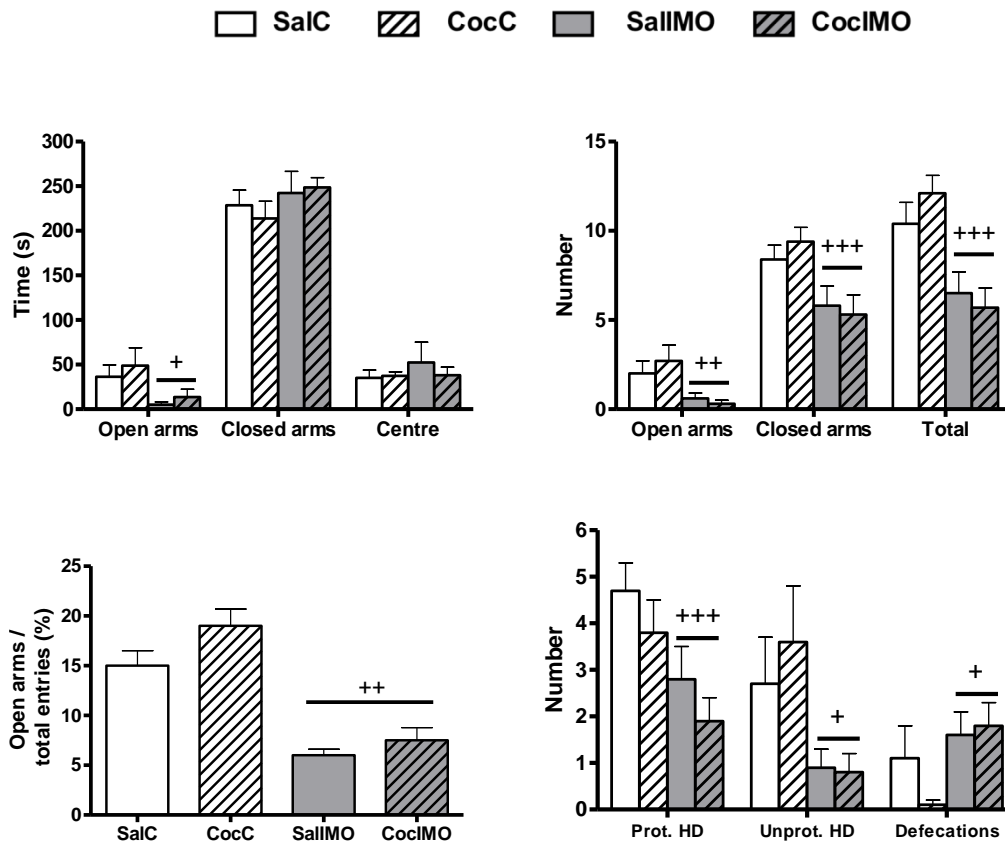 SalC CocC SalIMO CocIMO
300
250
200
150
100
50
0
Time (s)
+
Open arms Closed arms Centre
15
10
5
0
Number
++ +++ +++
Open arms Closed arms Total
25
20
15
10
5
0
Open arms /
total entries (%)
++
SalC CocC SalIMO CocIMO
6
5
4
3
2
1
0
Number
+++ + +
Prot. HD Unprot. HD Defecations